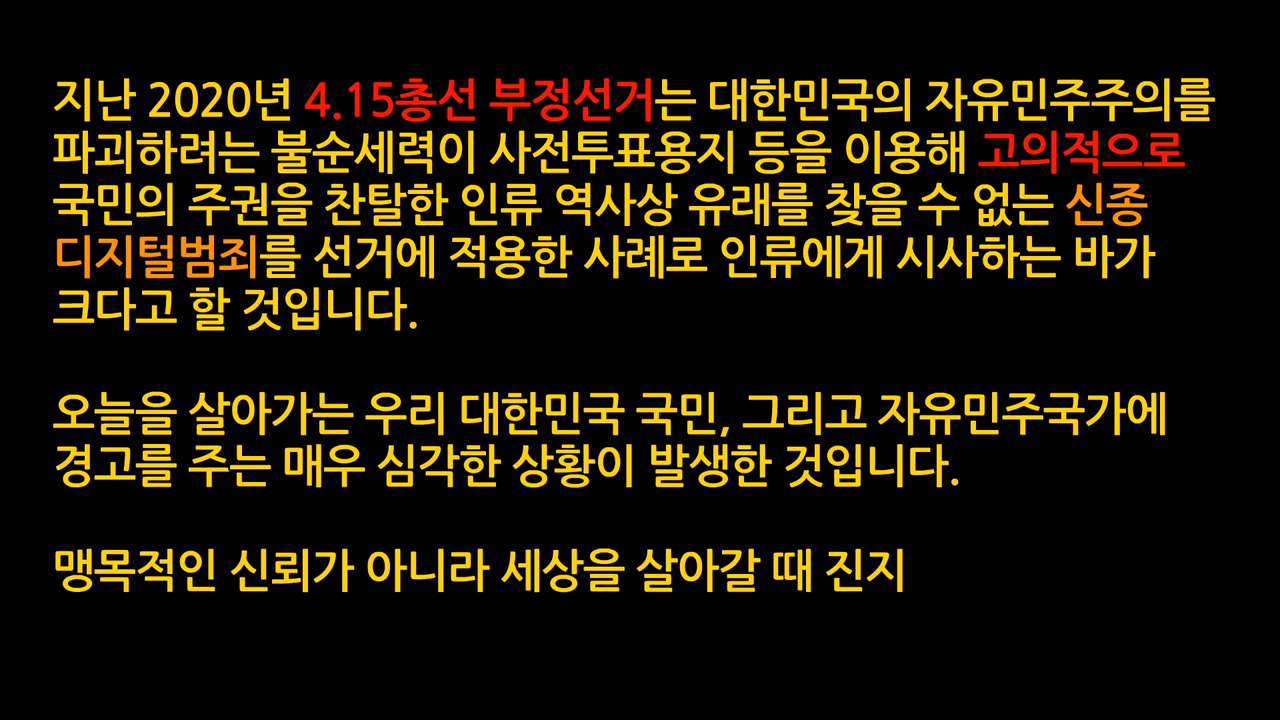 지난 2020년 4.15총선 부정선거는 대한민국의 자유민주주의를
파괴하려는 불순세력이 사전투표용지 등을 이용해 고의적으로
국민의 주권을 찬탈한 인류 역사상 유래를 찾을 수 없는 신종
디지털범죄를 선거에 적용한 사례로 인류에게 시사하는 바가
크다고 할 것입니다.
오늘을 살아가는 우리 대한민국 국민, 그리고 자유민주국가에
경고를 주는 매우 심각한 상황이 발생한 것입니다.
맹목적인 신뢰가 아니라 세상을 살아갈 때 진지